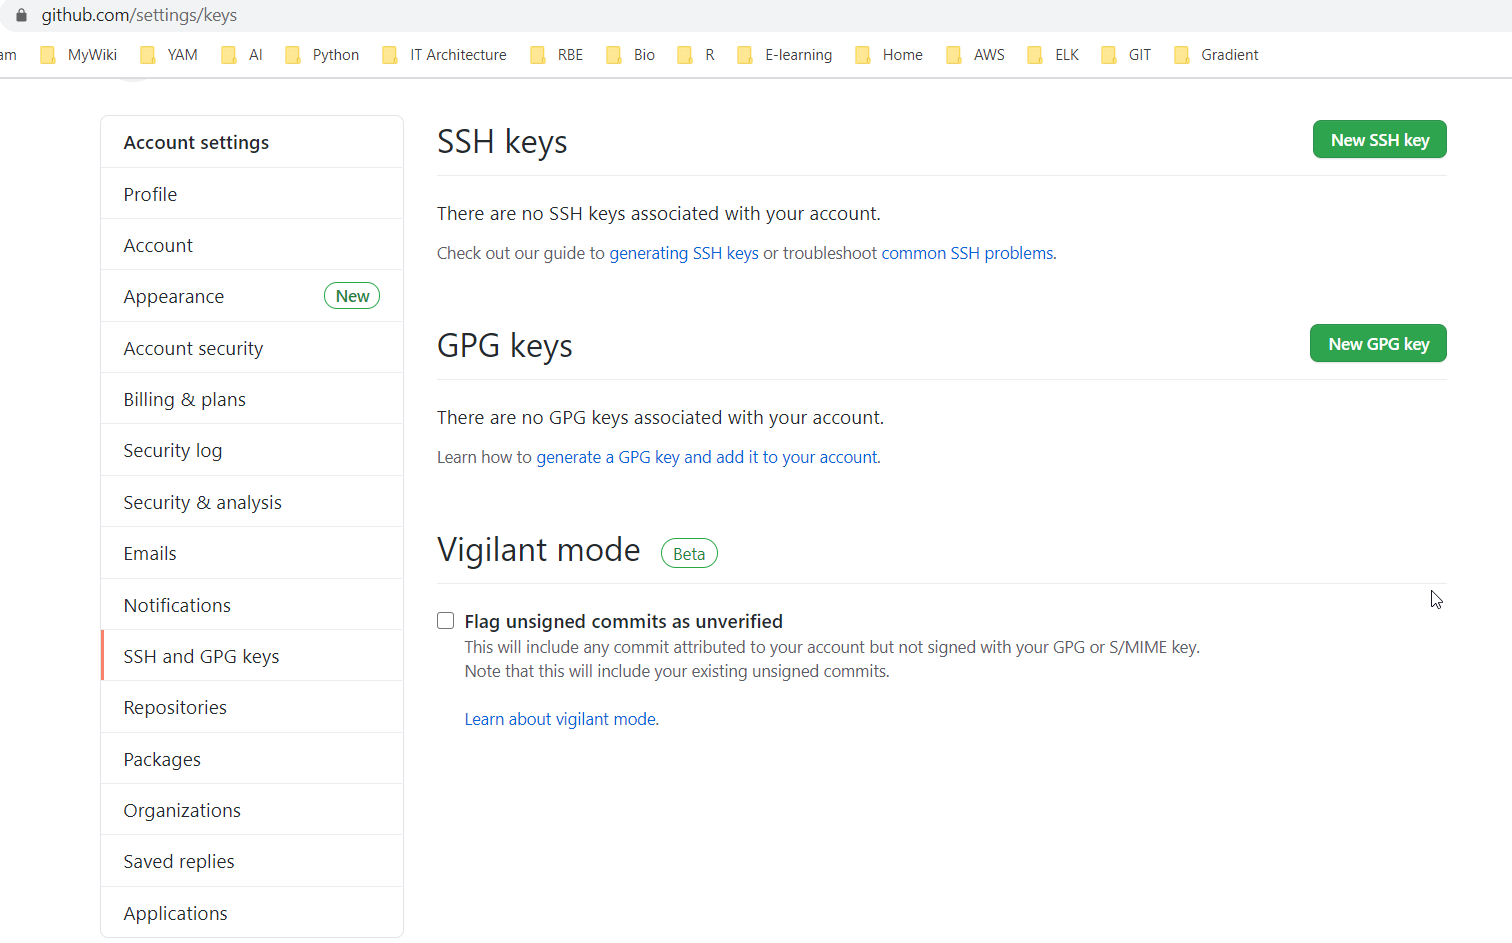 github.com/settings/keys
am MyWiki YAM AI Python IT Architecture RBE Bio R E-learning Home AWS ELK GIT Gradient
Account settings
Profile
Account
Appearance New
Account security
Billing & plans
Security log
Security & analysis
Emails
Notifications
SSH and GPG keys
Repositories
Packages
Organizations
Saved replies
Applications
SSH keys
New SSH key
There are no SSH keys associated with your account.
Check out our guide to generating SSH keys or troubleshoot common SSH problems.
GPG keys
New GPG key
There are no GPG keys associated with your account.
Learn how to generate a GPG key and add it to your account.
Vigilant mode Beta
Flag unsigned commits as unverified
This will include any commit attributed to your account but not signed with your GPG or S/MIME key.
Note that this will include your existing unsigned commits.
Learn about vigilant mode.